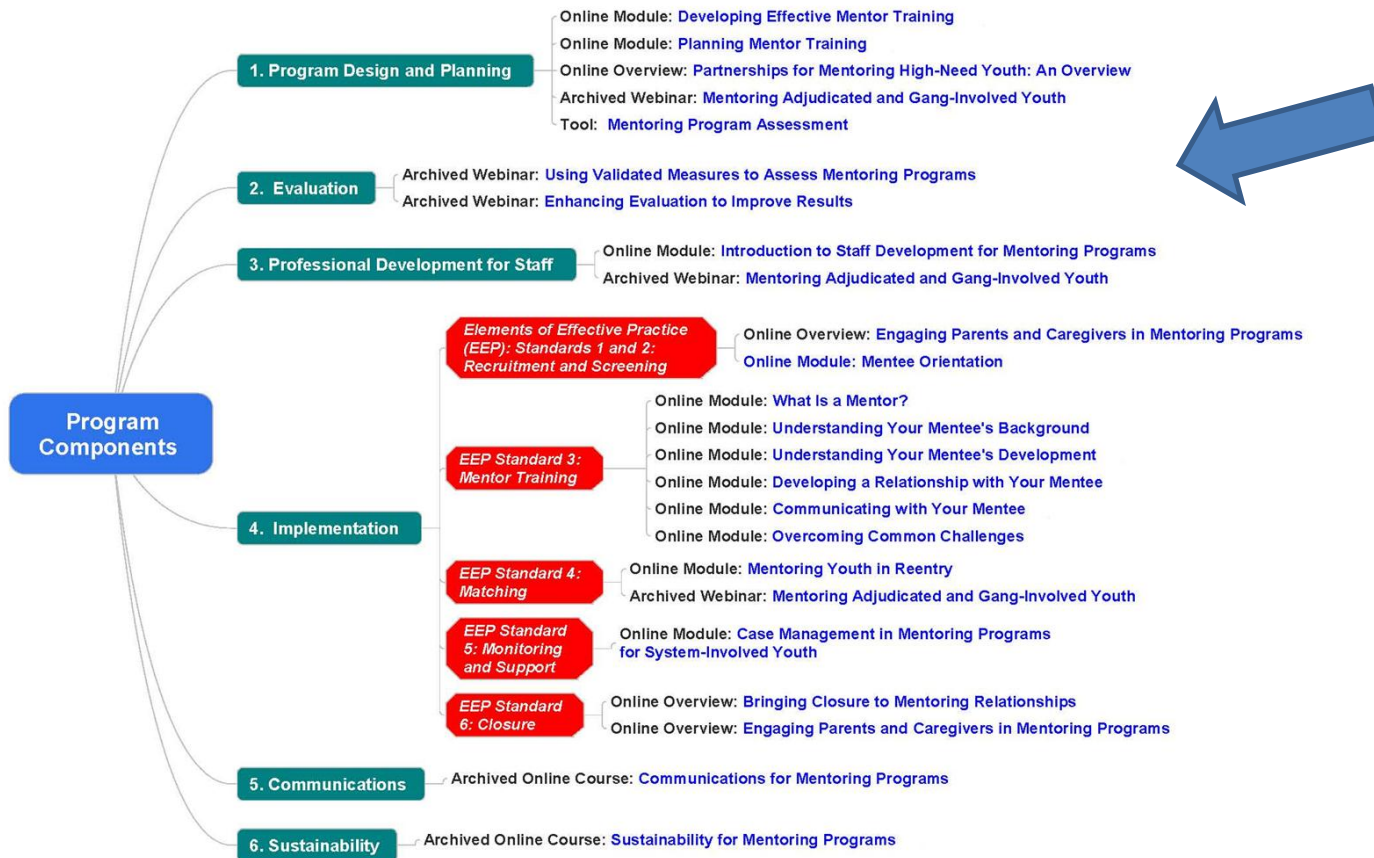 Program
Components
1. Program Design and Planning
Online Module: Developing Effective Mentor Training
Online Module: Planning Mentor Training
Online Overview: Partnerships for Mentoring High-Need Youth: An Overview
Archived Webinar: Mentoring Adjudicated and Gang-Involved Youth
Tool: Mentoring Program Assessment
2. Evaluation
Archived Webinar: Using Validated Measures to Assess Mentoring Programs
Archived Webinar: Enhancing Evaluation to Improve Results
3. Professional Development for Staff
Online Module: Introduction to Staff Development for Mentoring Programs
Archived Webinar: Mentoring Adjudicated and Gang-Involved Youth
4. Implementation
Elements of Effective Practice
(EEP): Standards 1 and 2:
Recruitment and Screening
Online Overview: Engaging Parents and Caregivers in Mentoring Programs
Online Module: Mentee Orientation
EEP Standard 3:
Mentor Training
Online Module: What Is a Mentor?
Online Module: Understanding Your Mentee's Background
Online Module: Understanding Your Mentee's Development
Online Module: Developing a Relationship with Your Mentee
Online Module: Communicating with Your Mentee
Online Module: Overcoming Common Challenges
EEP Standard 4:
Matching
Online Module: Mentoring Youth in Reentry
Archived Webinar: Mentoring Adjudicated and Gang-Involved Youth
EEP Standard
5: Monitoring
and Support
Online Module: Case Management in Mentoring Programs
for System-Involved Youth
EEP Standard
6: Closure
Online Overview: Bringing Closure to Mentoring Relationships
Online Overview: Engaging Parents and Caregivers in Mentoring Programs
5. Communications
Archived Online Course: Communications for Mentoring Programs
6. Sustainability
Archived Online Course: Sustainability for Mentoring Programs